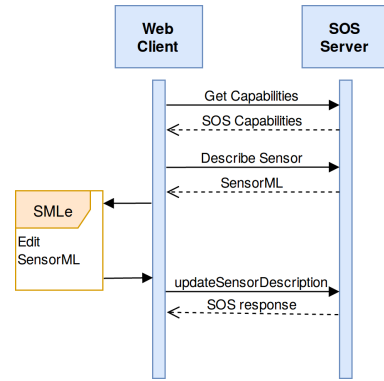 Web
Client
SOS
Server
Get Capabilities
SOS Capabilities
Describe Sensor
SensorML
SMLe
Edit
SensorML
updateSensorDescription
SOS response